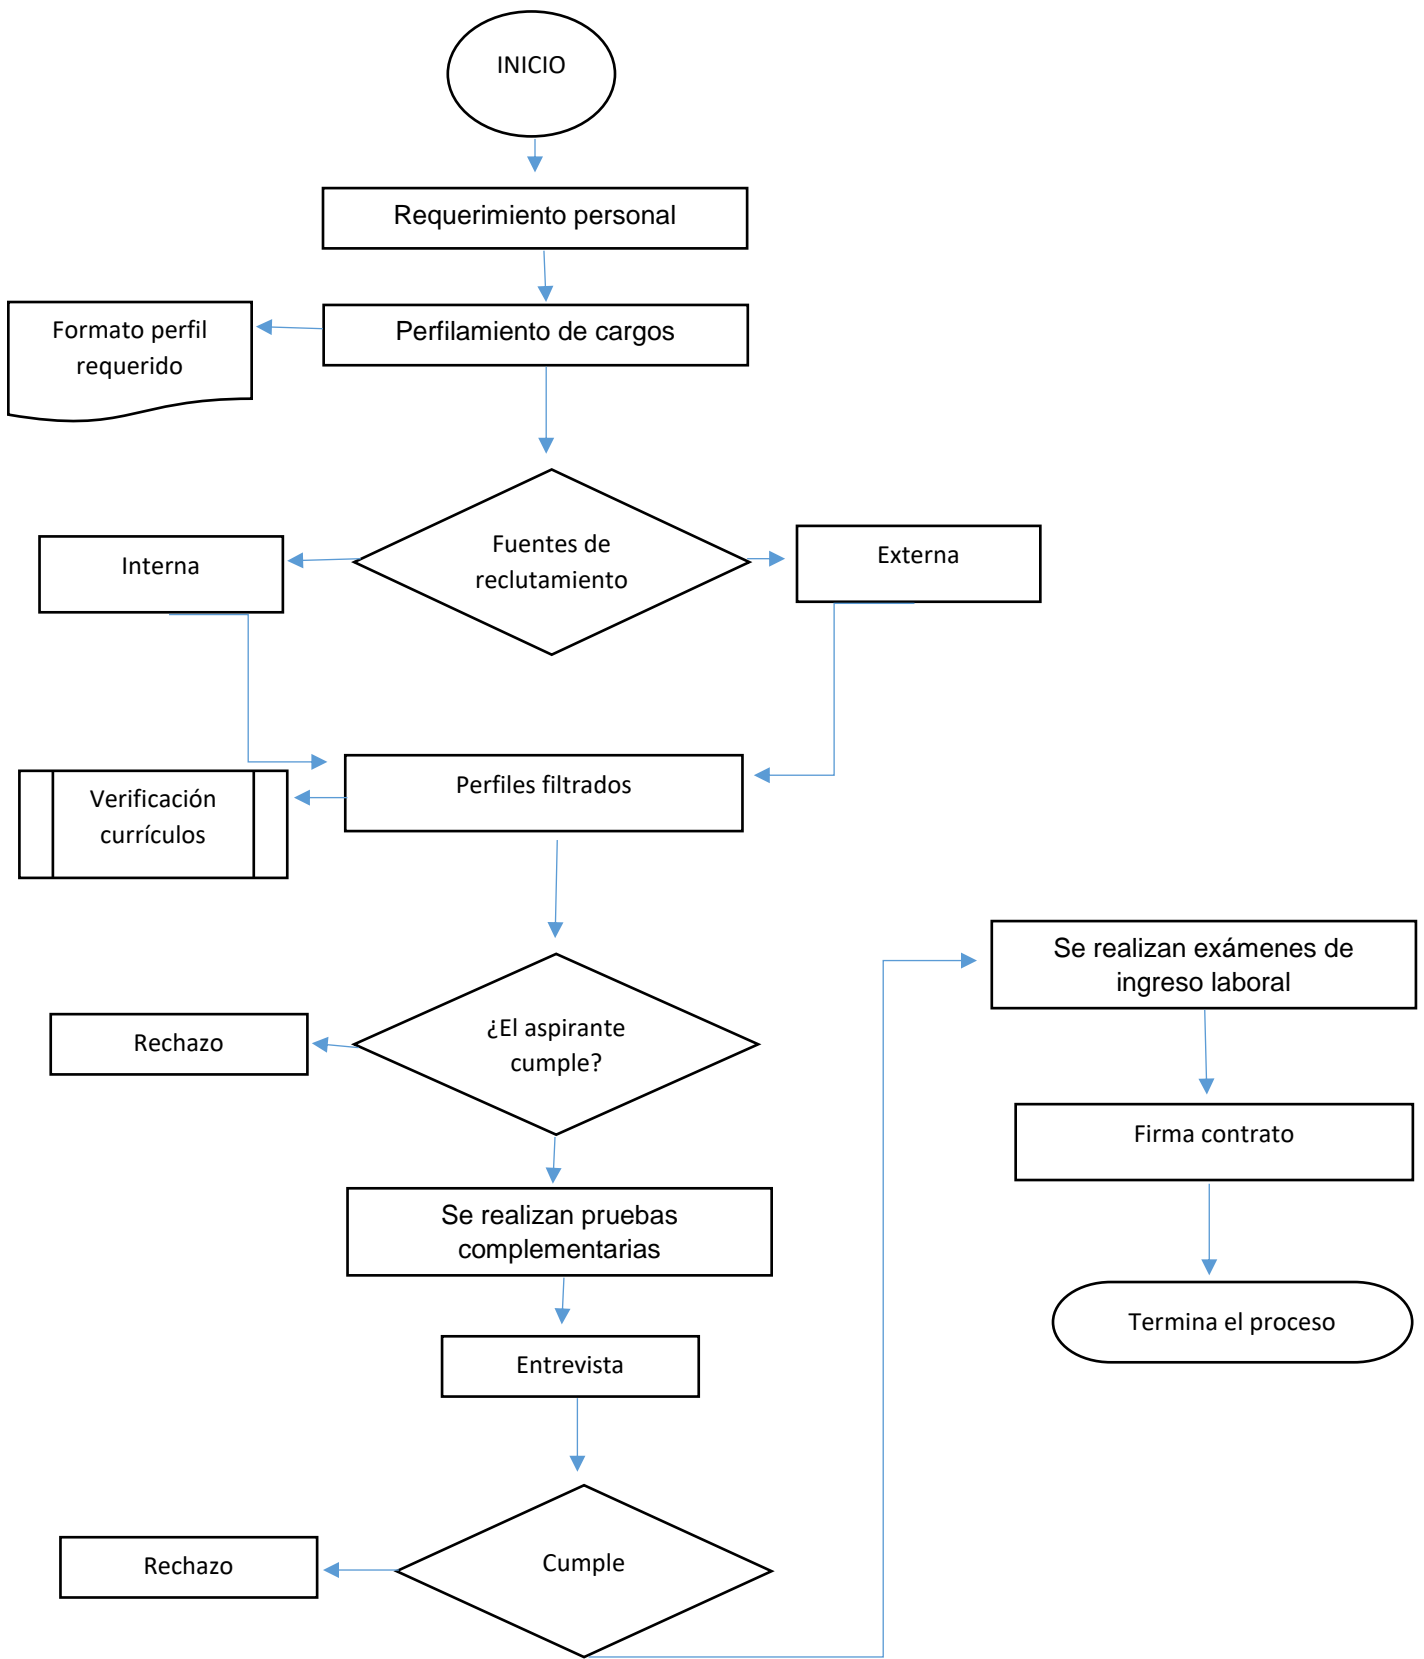 INICIO
Requerimiento personal
Formato perfil
requerido
Perfilamiento de cargos
Fuentes de
reclutamiento
Interna
Externa
Perfiles filtrados
Verificación
currículos
¿El aspirante
cumple?
Rechazo
Se realizan pruebas
complementarias
Entrevista
Cumple
Rechazo
Se realizan exámenes de
ingreso laboral
Firma contrato
Termina el proceso